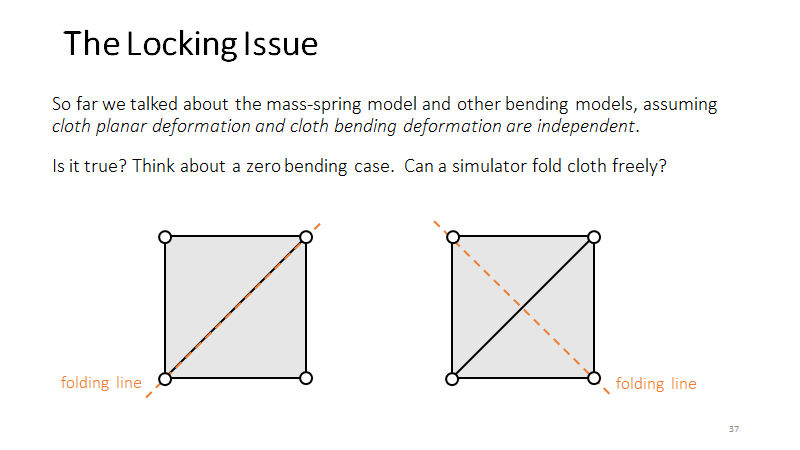 The Locking Issue
So far we talked about the mass-spring model and other bending models, assuming
cloth planar deformation and cloth bending deformation are independent.
Is it true? Think about a zero bending case. Can a simulator fold cloth freely?
folding line
folding line
37